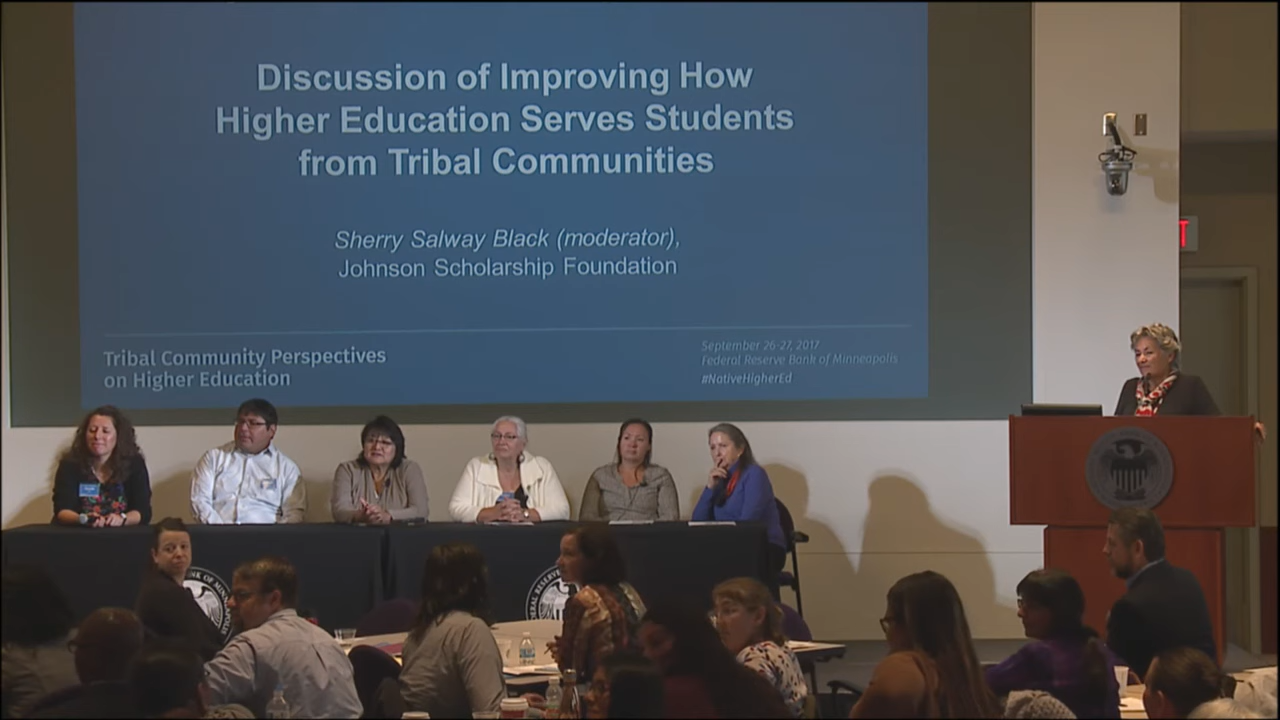 Discussion of Improving How
Higher Education Serves Students
from Tribal Communities
Sherry Salway Black (moderator),
Johnson Scholarship Foundation
Tribal Community Perspectives
on Higher Education
September 26-27, 2017
Federal Reserve Bank of Minneapolis
#NativeHigherEd